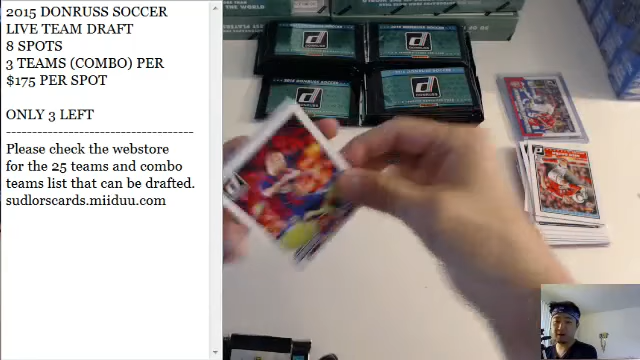 2015 DONRUSS SOCCER
LIVE TEAM DRAFT
8 SPOTS
3 TEAMS (COMBO) PER
$175 PER SPOT
ONLY 3 LEFT
----------------------------------
Please check the webstore
for the 25 teams and combo
teams list that can be drafted.
sudlorscards.miiduu.com